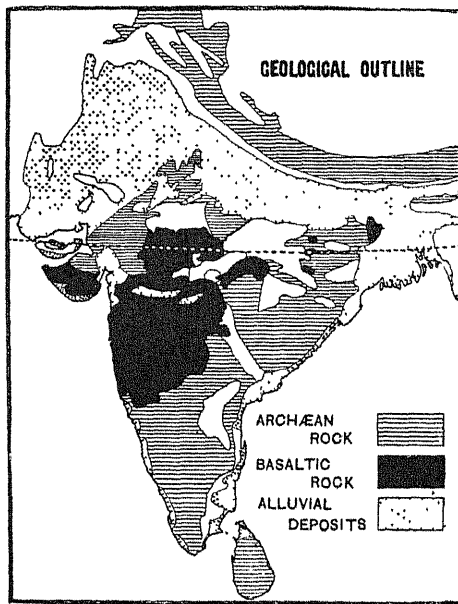 GEOLOGICAL OUTLINE
ARCHÆAN
ROCK
BASALTIC
ROCK
ALLUVIAL
DEPOSITS